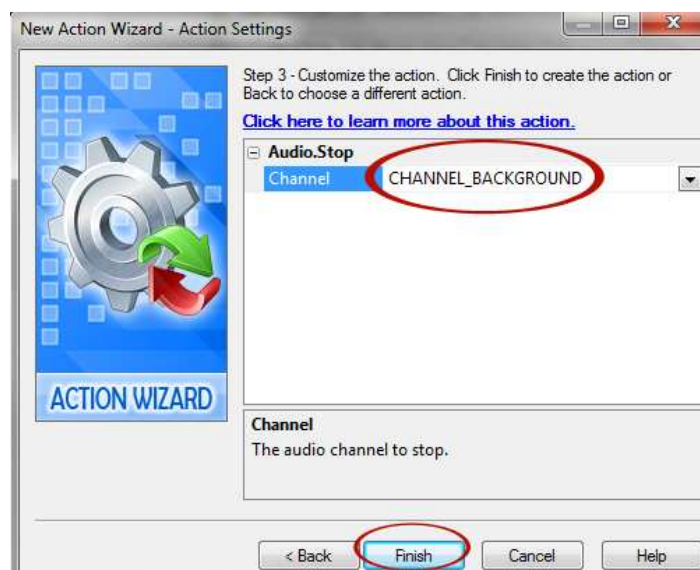 New Action Wizard - Action Settings
Step 3 - Customize the action. Click Finish to create the action or
Back to choose a different action.
Click here to learn more about this action.
Audio.Stop
Channel CHANNEL_BACKGROUND
ACTION WIZARD
Channel
The audio channel to stop.
< Back Finish Cancel Help